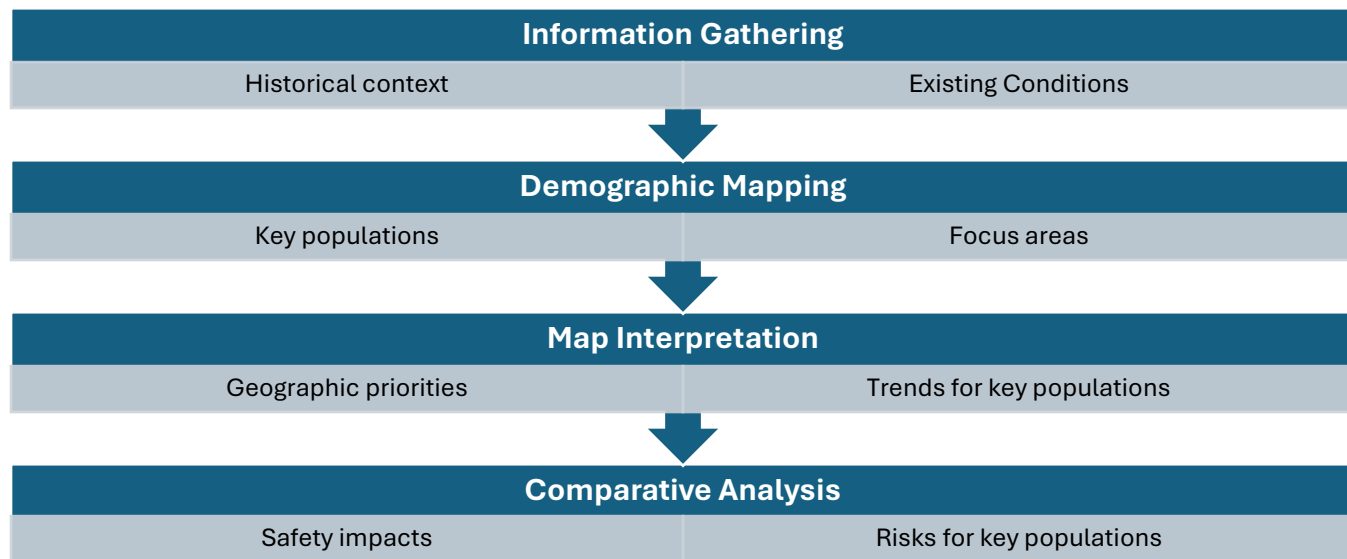 Information Gathering
Historical context
Existing Conditions
Demographic Mapping
Key populations
Focus areas
Map Interpretation
Geographic priorities
Trends for key populations
Comparative Analysis
Safety impacts
Risks for key populations